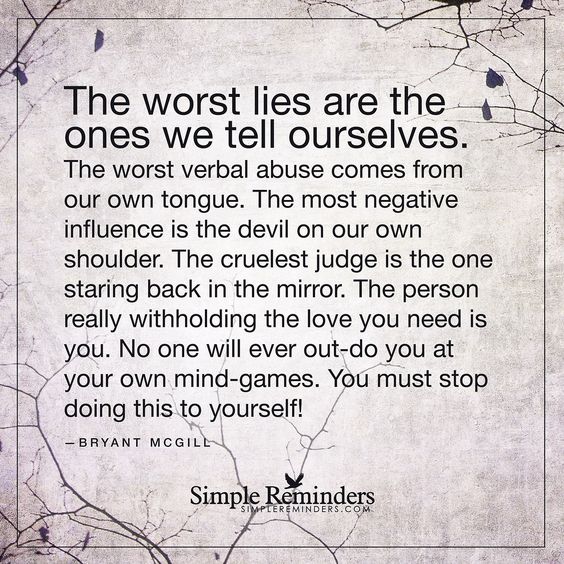 The worst lies are the
ones we tell ourselves.
The worst verbal abuse comes from
our own tongue. The most negative
influence is the devil on our own
shoulder. The cruelest judge is the one
staring back in the mirror. The person
really withholding the love you need is
you. No one will ever out-do you at
your own mind-games. You must stop
doing this to yourself!
—BRYANT MCGILL
Simple Reminders
SIMPLEREMINDERS.COM